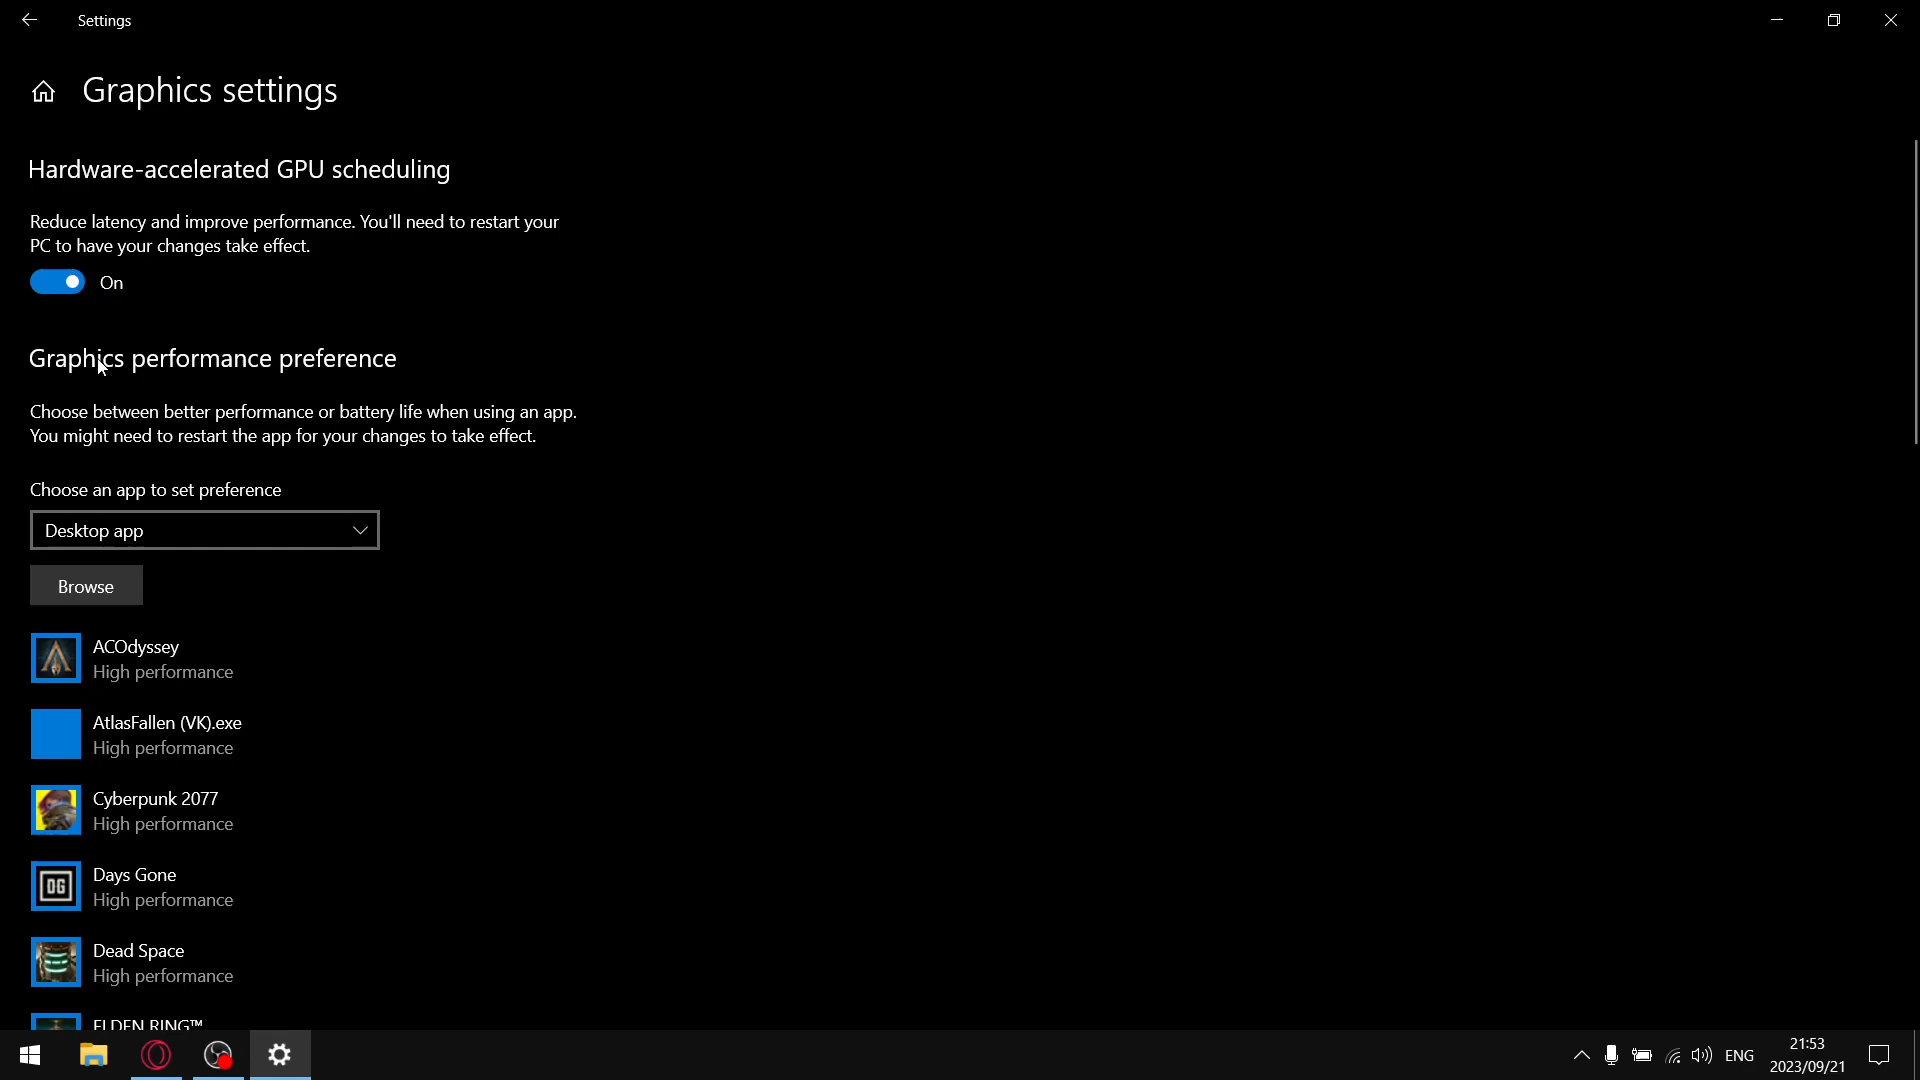 Settings
Graphics settings
Hardware-accelerated GPU scheduling
Reduce latency and improve performance. You'll need to restart your
PC to have your changes take effect.
On
Graphics performance preference
Choose between better performance or battery life when using an app.
You might need to restart the app for your changes to take effect.
Choose an app to set preference
Desktop app
Browse
ACOdyssey
High performance
AtlasFallen (VK).exe
High performance
Cyberpunk 2077
High performance
DG
Days Gone
High performance
Dead Space
High performance
ELDEN RING™
ENG
21:53
2023/09/21